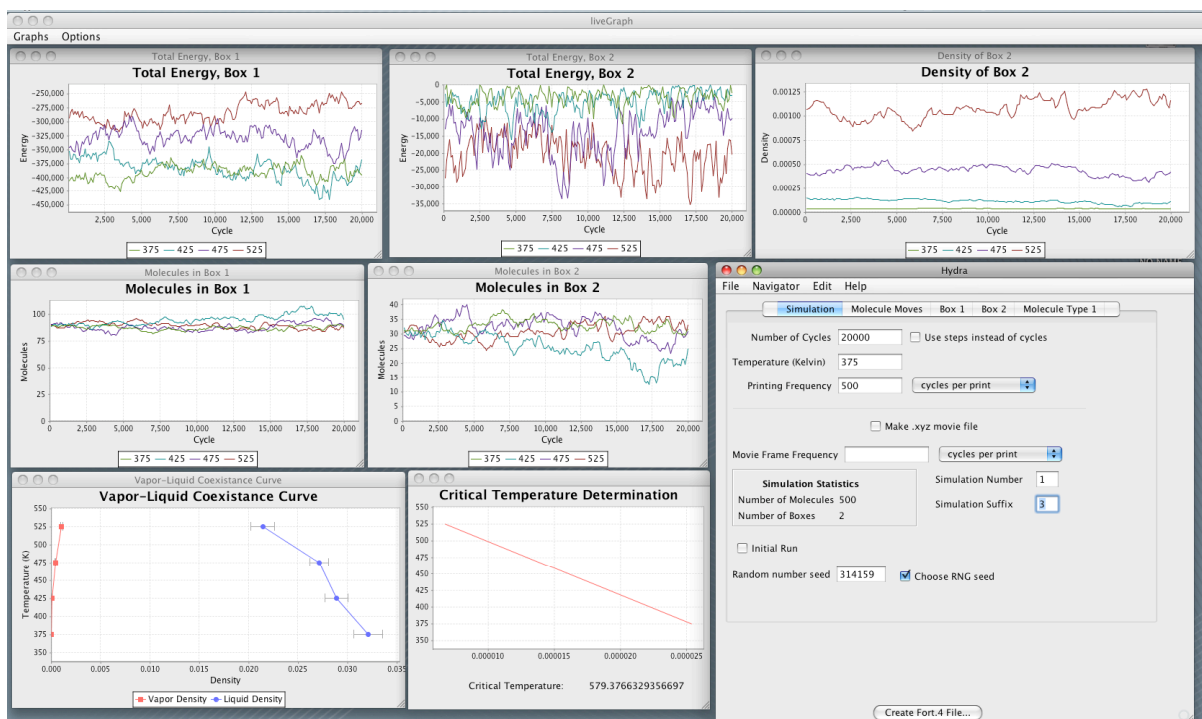 liveGraph
Graphs Options
Total Energy, Box 1
Total Energy, Box 1
Energy
-250,000
-275,000
-300,000
-325,000
-350,000
-375,000
-400,000
-425,000
-450,000
2,500 5,000 7,500 10,000 12,500 15,000 17,500 20,000
Cycle
375 425 475 525
Total Energy, Box 2
Total Energy, Box 2
Energy
0
-5,000
-10,000
-15,000
-20,000
-25,000
-30,000
-35,000
2,500 5,000 7,500 10,000 12,500 15,000 17,500 20,000
Cycle
375 425 475 525
Density of Box 2
Density of Box 2
Density
0.00125
0.00100
0.00075
0.00050
0.00025
0.00000
0 2,500 5,000 7,500 10,000 12,500 15,000 17,500 20,000
Cycle
375 425 475 525
Molecules in Box 1
Molecules in Box 1
Molecules
100
75
50
25
0
0 2,500 5,000 7,500 10,000 12,500 15,000 17,500 20,000
Cycle
375 425 475 525
Molecules in Box 2
Molecules in Box 2
Molecules
40
35
30
25
20
15
10
5
0
0 2,500 5,000 7,500 10,000 12,500 15,000 17,500 20,000
Cycle
375 425 475 525
Hydra
File Navigator Edit Help
Simulation Molecule Moves Box 1 Box 2 Molecule Type 1
Number of Cycles 20000 Use steps instead of cycles
Temperature (Kelvin) 375
Printing Frequency 500 cycles per print
Make .xyz movie file
Movie Frame Frequency cycles per print
Simulation Statistics
Number of Molecules 500
Number of Boxes 2
Simulation Number 1
Simulation Suffix 3
Initial Run
Random number seed 314159 Choose RNG seed
Create Fort.4 File...
Vapor-Liquid Coexistance Curve
Vapor-Liquid Coexistance Curve
Temperature (K)
550
525
500
475
450
425
400
375
350
0.000 0.005 0.010 0.015 0.020 0.025 0.030 0.035
Density
Vapor Density Liquid Density
Critical Temperature Determination
550
525
500
475
450
425
400
375
350
0.000010 0.000015 0.000020 0.000025
Critical Temperature: 579.3766329356697